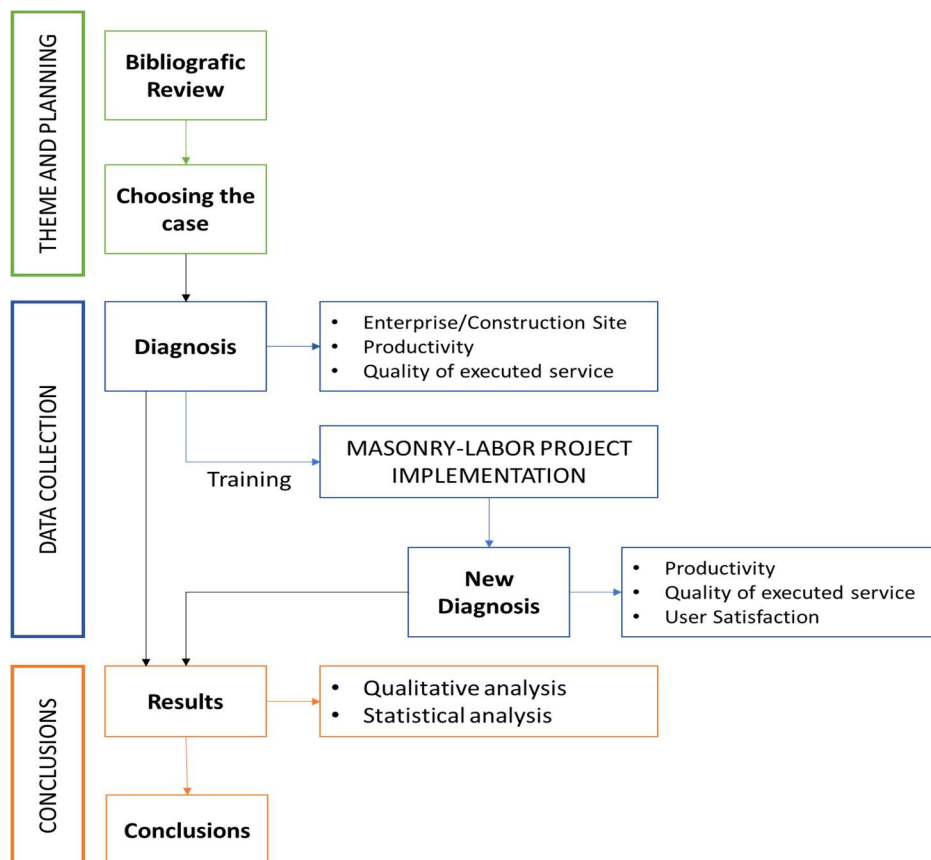 THEME AND PLANNING
Bibliografic
Review
Choosing the
case
DATA COLLECTION
Diagnosis
• Enterprise/Construction Site
• Productivity
• Quality of executed service
Training
MASONRY-LABOR PROJECT
IMPLEMENTATION
New
Diagnosis
• Productivity
• Quality of executed service
• User Satisfaction
CONCLUSIONS
Results
• Qualitative analysis
• Statistical analysis
Conclusions